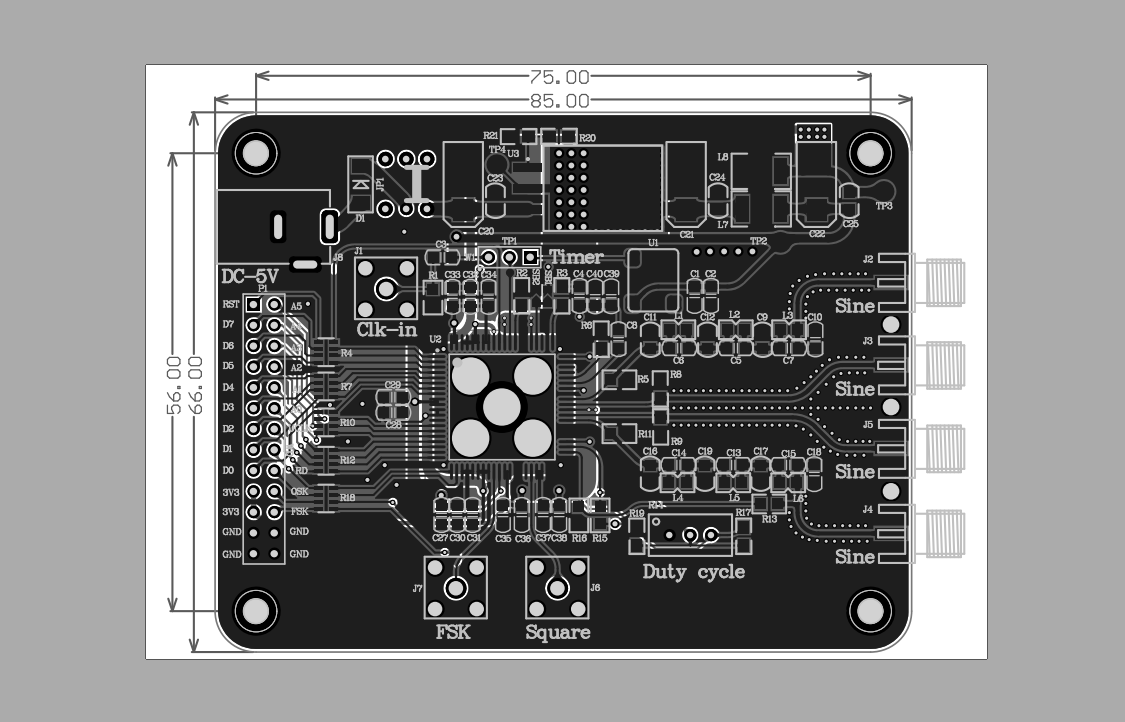 75.00
85.00
56.00
66.00
R21
R20
TP4
U3
JP1
D1
C23
C20
C21
C24
L8
L7
C22
C25
TP3
J8
J1
C3
TP1
Timer
U1
TP2
DC-5V
P1
R1
C33
C32
C34
R2
R3
C4
C40
C39
C1
C2
J2
Sine
Clk-in
RST
D7
D6
D5
D4
D3
D2
D1
D0
3V3
3V3
GND
GND
A5
A2
RD
OSK
FSK
GND
GND
R4
R7
R10
R12
R18
C29
C28
U2
R6
C8
C11
L1
L2
C12
C9
L3
C10
C6
C5
C7
J3
Sine
R5
R8
R11
R9
J5
Sine
C16
C14
C19
C13
C17
C15
C18
L4
L5
L6
R14
R13
J4
Sine
C27
C30
C31
C35
C36
C37
C38
R16
R15
R19
R17
Duty cycle
J7
J6
FSK
Square